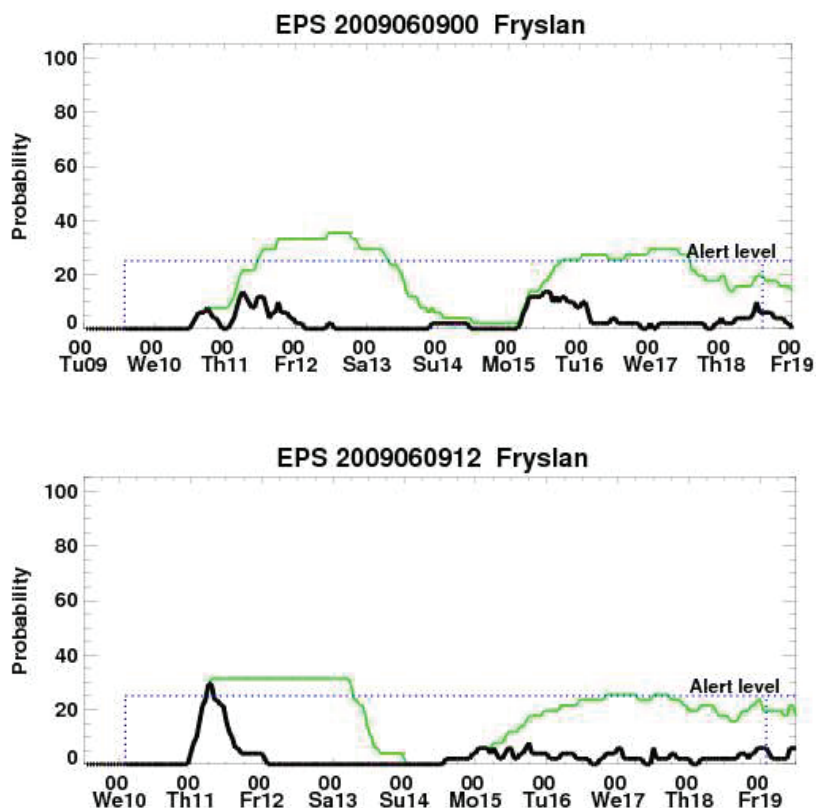 EPS 2009060900 Fryslan
100
80
60
40
20
0
Probability
Alert level
00 00 00 00 00 00 00 00 00 00 00
Tu09 We10 Th11 Fr12 Sa13 Su14 Mo15 Tu16 We17 Th18 Fr19
EPS 2009060912 Fryslan
100
80
60
40
20
0
Probability
Alert level
00 00 00 00 00 00 00 00 00 00
We10 Th11 Fr12 Sa13 Su14 Mo15 Tu16 We17 Th18 Fr19